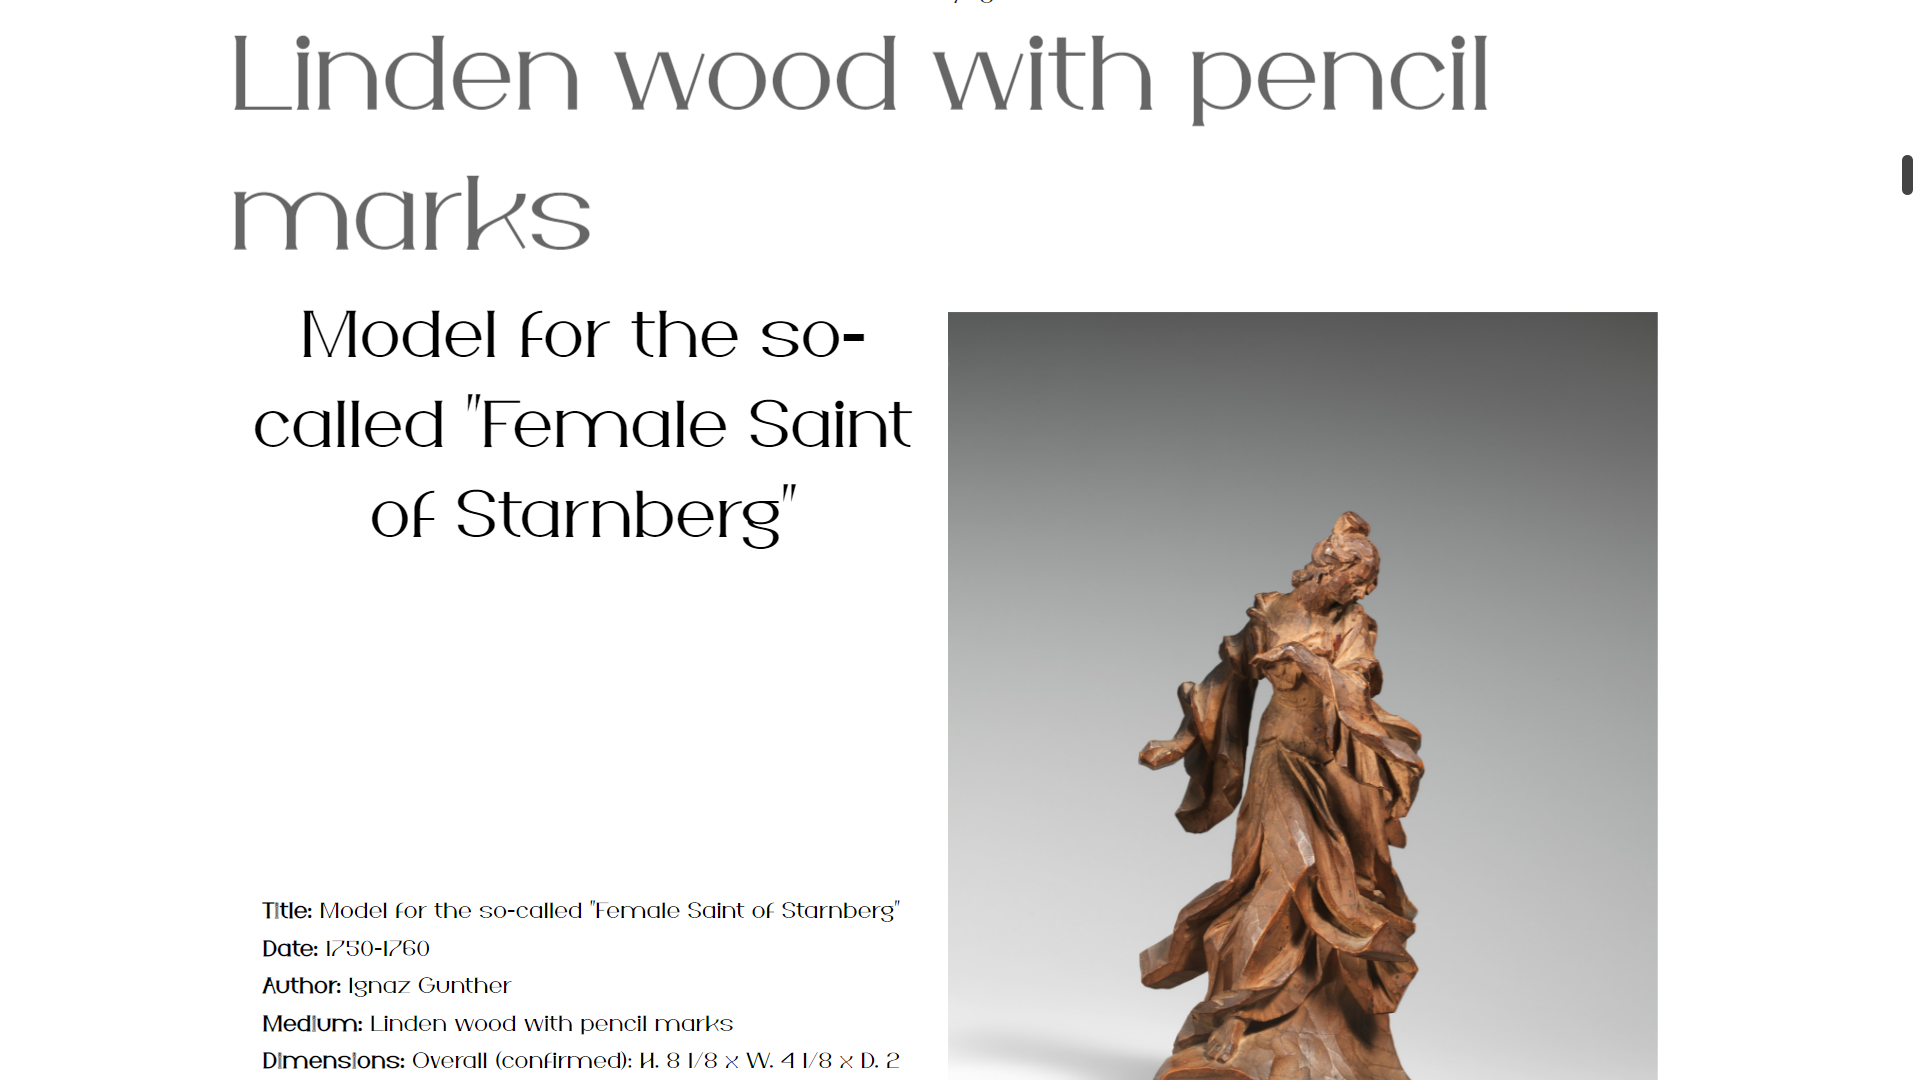 Linden wood with pencil
marks
Model for the so-
called "Female Saint
of Starnberg"
Title: Model for the so-called "Female Saint of Starnberg"
Date: 1750-1760
Author: Ignaz Gunther
Medium: Linden wood with pencil marks
Dimensions: Overall (confirmed): H. 8 1/8 x W. 4 1/8 x D. 2